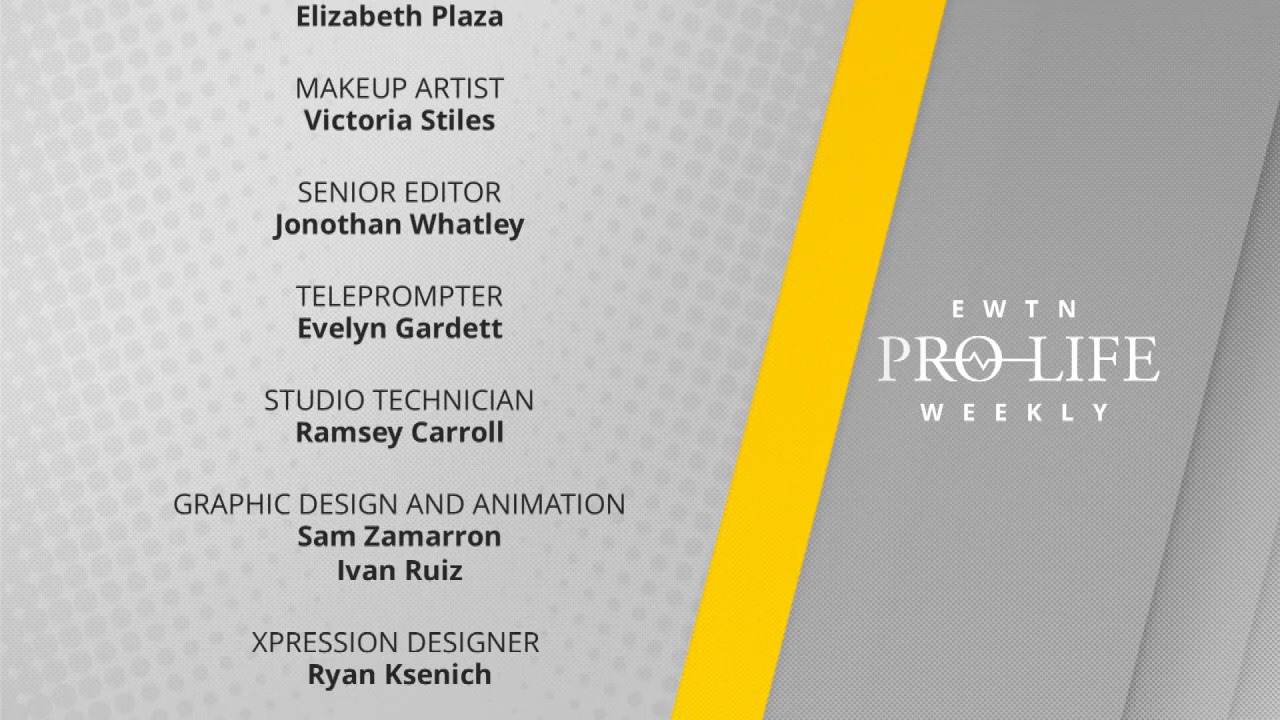 Elizabeth Plaza
MAKEUP ARTIST
Victoria Stiles
SENIOR EDITOR
Jonothan Whatley
TELEPROMPTER
Evelyn Gardett
STUDIO TECHNICIAN
Ramsey Carroll
GRAPHIC DESIGN AND ANIMATION
Sam Zamarron
Ivan Ruiz
XPRESSION DESIGNER
Ryan Ksenich
EWTN
PRO LIFE
WEEKLY